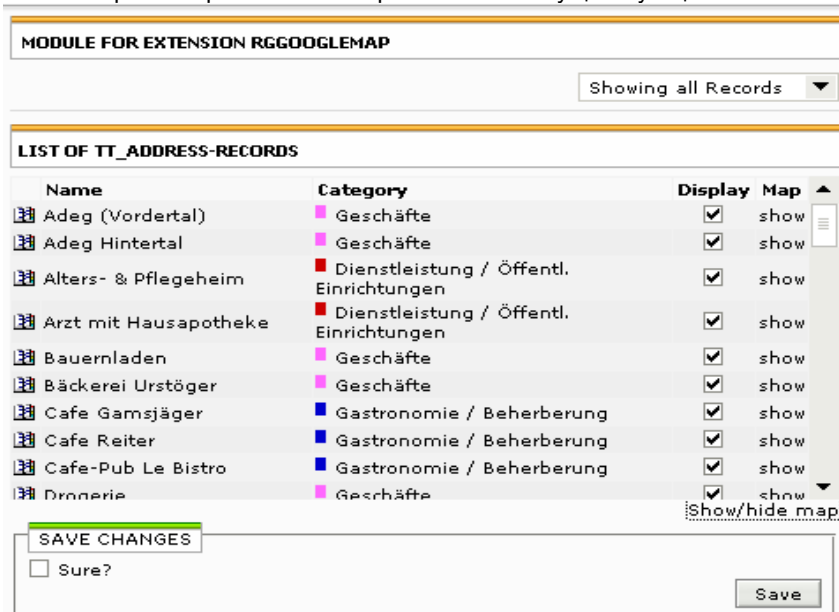 MODULE FOR EXTENSION RGGOOGLEMAP
Showing all Records
LIST OF TT_ADDRESS-RECORDS
Name Category Display Map
Adeg (Vordertal) Geschäfte show
Adeg Hintertal Geschäfte show
Alters- & Pflegeheim Dienstleistung / Öffentl. Einrichtungen show
Arzt mit Hausapotheke Dienstleistung / Öffentl. Einrichtungen show
Bauernladen Geschäfte show
Bäckerei Urstöger Geschäfte show
Cafe Gamsjäger Gastronomie / Beherberung show
Cafe Reiter Gastronomie / Beherberung show
Cafe-Pub Le Bistro Gastronomie / Beherberung show
Drogerie Geschäfte show
Show/hide map
SAVE CHANGES
Sure?
Save